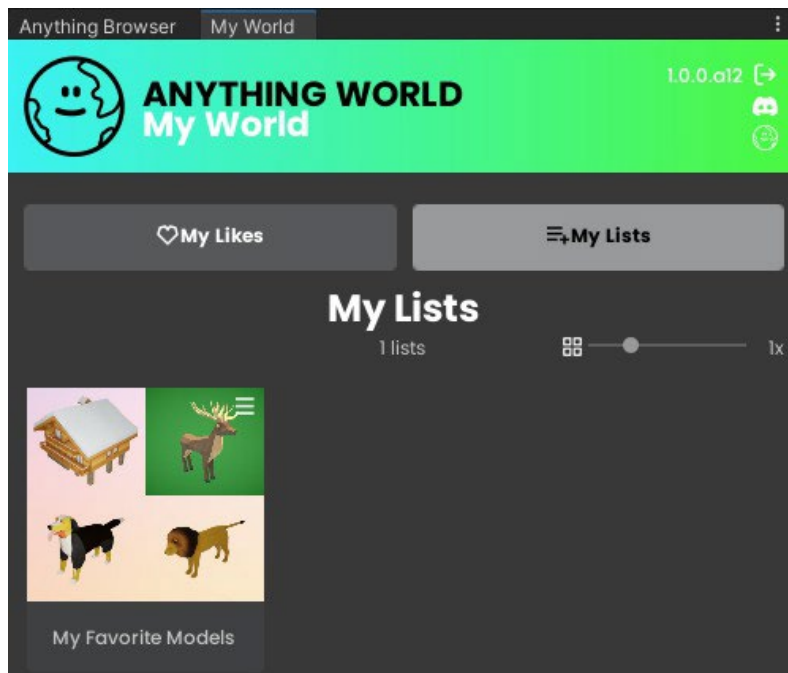 Anything Browser My World
ANYTHING WORLD
My World
1.0.0.a12
My Likes
My Lists
My Lists
1 lists
1x
My Favorite Models